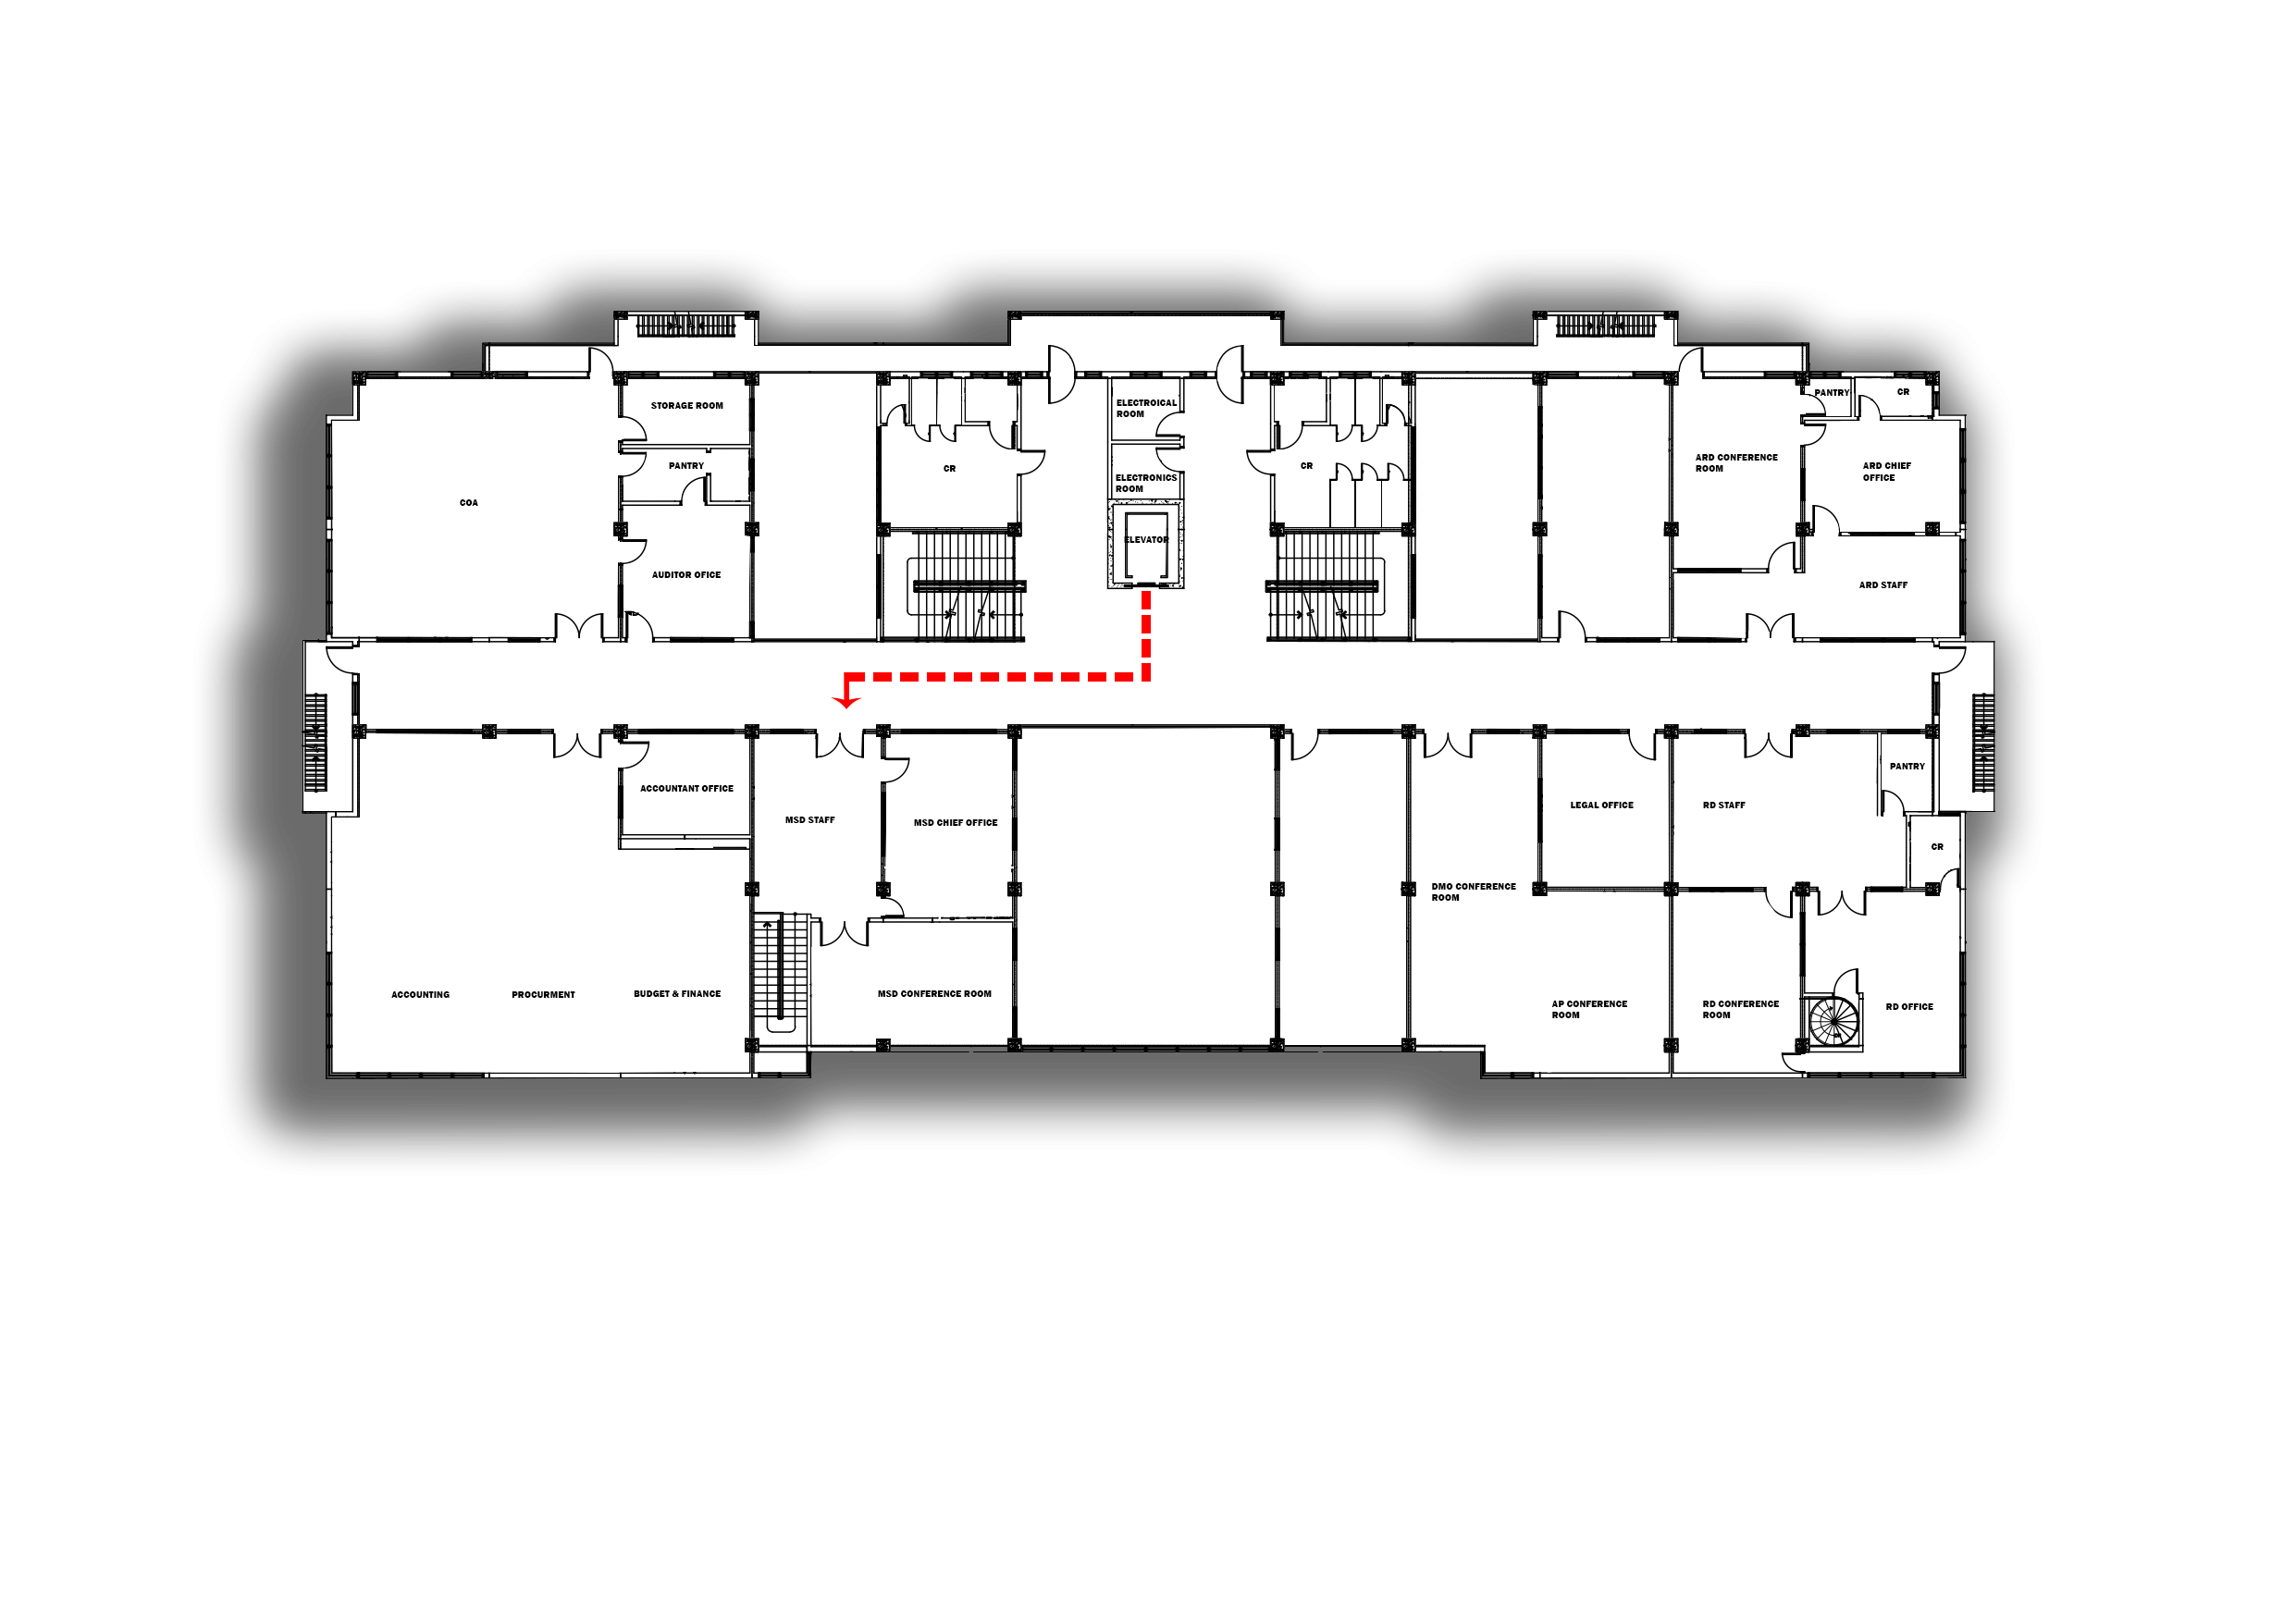 STORAGE ROOM
PANTRY
COA
AUDITOR OFICE
CR
ELECTROICAL
ROOM
ELECTRONICS
ROOM
ELEVATOR
CR
ARD CONFERENCE
ROOM
PANTRY
CR
ARD CHIEF
OFFICE
ARD STAFF
ACCOUNTANT OFFICE
MSD STAFF
MSD CHIEF OFFICE
LEGAL OFFICE
RD STAFF
PANTRY
CR
DMO CONFERENCE
ROOM
ACCOUNTING
PROCURMENT
BUDGET & FINANCE
MSD CONFERENCE ROOM
AP CONFERENCE
ROOM
RD CONFERENCE
ROOM
RD OFFICE